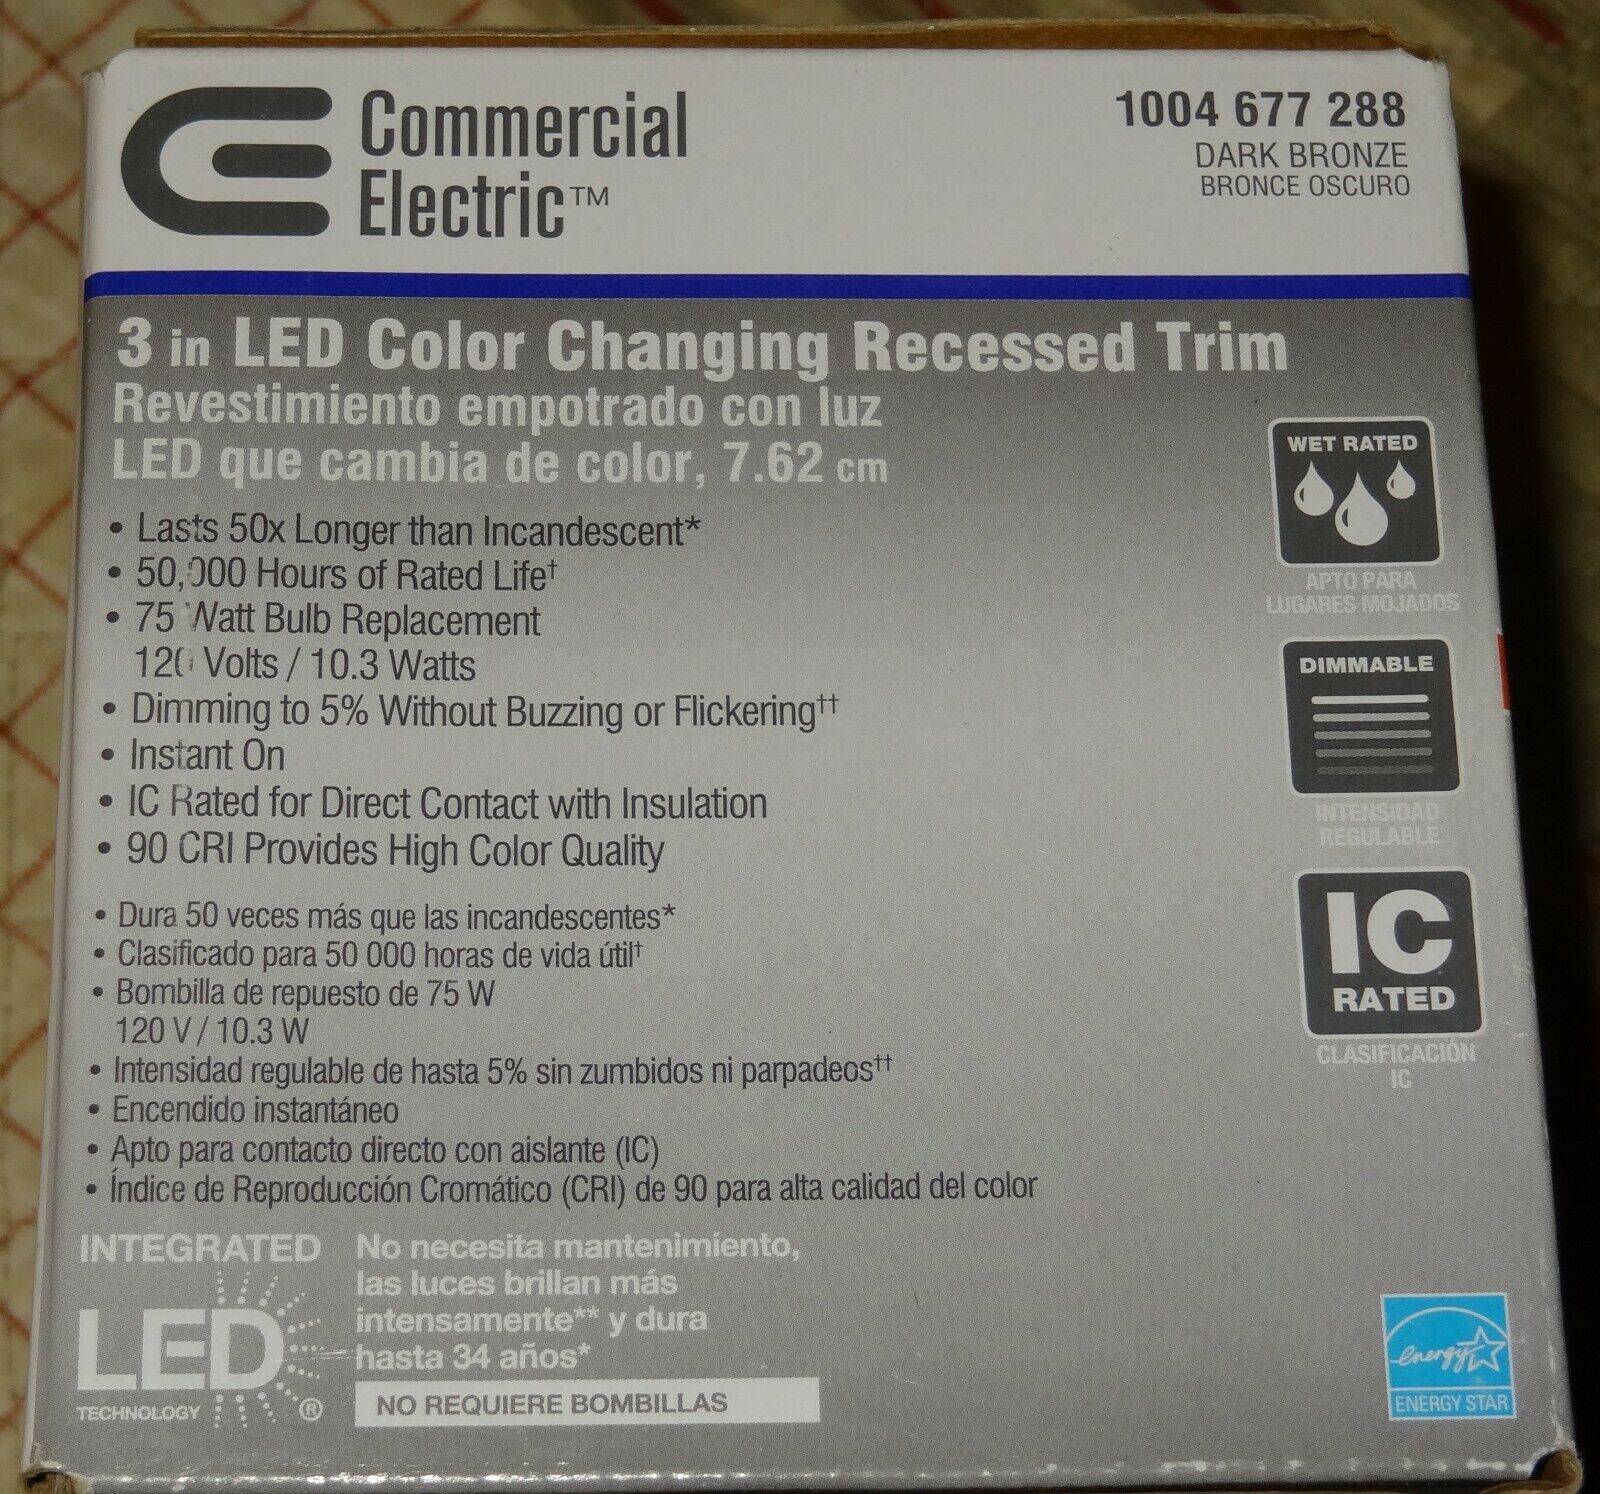 Commercial
Electric™
1004 677 288
DARK BRONZE
BRONCE OSCURO
3 in LED Color Changing Recessed Trim
Revestimiento empotrado con luz
LED que cambia de color, 7.62 cm
• Lasts 50x Longer than Incandescent*
• 50,000 Hours of Rated Life†
• 75 Watt Bulb Replacement
120 Volts / 10.3 Watts
• Dimming to 5% Without Buzzing or Flickering††
• Instant On
• IC Rated for Direct Contact with Insulation
• 90 CRI Provides High Color Quality
• Dura 50 veces más que las incandescentes*
• Clasificado para 50 000 horas de vida útil†
• Bombilla de repuesto de 75 W
120 V / 10.3 W
• Intensidad regulable de hasta 5% sin zumbidos ni parpadeos††
• Encendido instantáneo
• Apto para contacto directo con aislante (IC)
• Índice de Reproducción Cromático (CRI) de 90 para alta calidad del color
WET RATED
APTO PARA
LUGARES MOJADOS
DIMMABLE
INTENSIDAD
REGULABLE
IC
RATED
CLASIFICACIÓN
IC
INTEGRATED
LED
TECHNOLOGY ®
No necesita mantenimiento,
las luces brillan más
intensamente** y dura
hasta 34 años*
NO REQUIERE BOMBILLAS
energy
ENERGY STAR